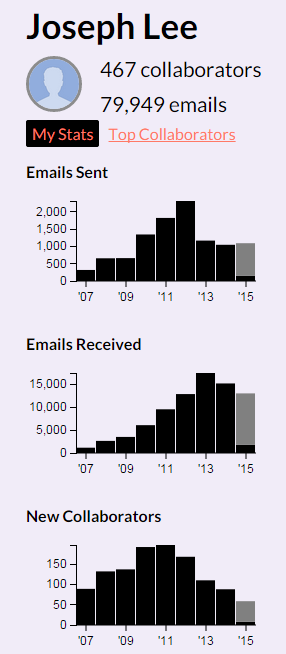 Joseph Lee
467 collaborators
79,949 emails
My Stats Top Collaborators
Emails Sent
2,000
1,500
1,000
500
0
'07 '09 '11 '13 '15
Emails Received
15,000
10,000
5,000
0
'07 '09 '11 '13 '15
New Collaborators
150
100
50
0
'07 '09 '11 '13 '15